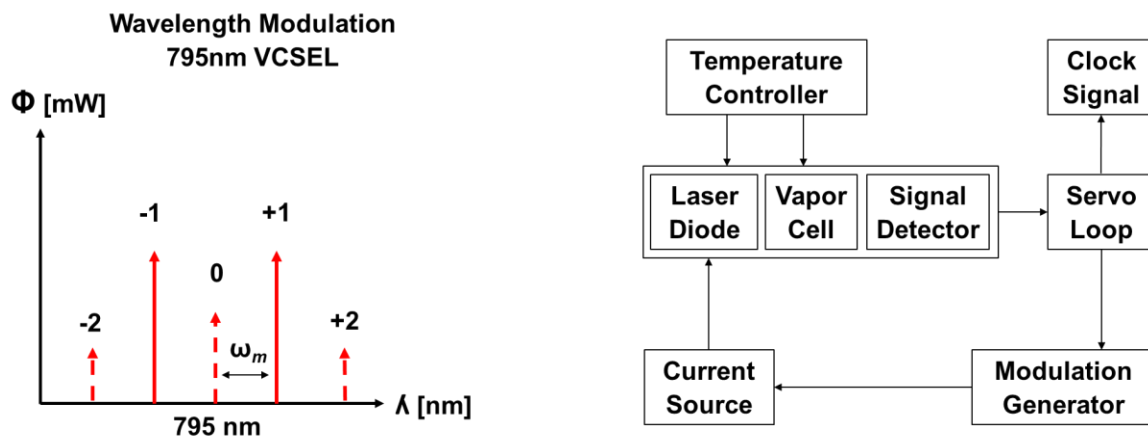 Wavelength Modulation
795nm VCSEL
Φ [mW]
-1
+1
0
-2
+2
ω_m
795 nm
ʎ [nm]
Temperature
Controller
Clock
Signal
Laser
Diode
Vapor
Cell
Signal
Detector
Servo
Loop
Current
Source
Modulation
Generator